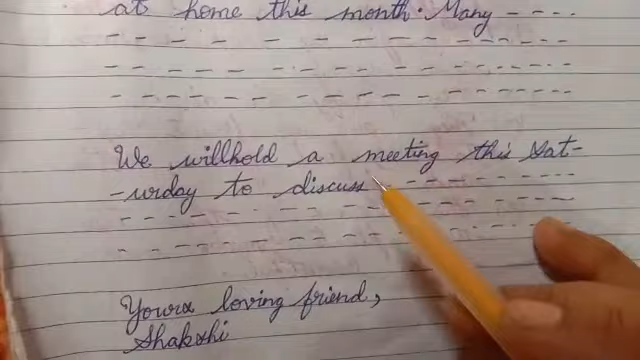 at home this month. Many - - - -
- - - - - - - - - - - - - - -
- - - - - - - - - - - - - - -
- - - - - - - - - - - - - - -
We willhold a meeting this Sat-
-urday to discuss - - - - - - - -
- - - - - - - - - - - - - - -
- - - - - - - - - - - - - - -
Yours loving friend,
Shakshi